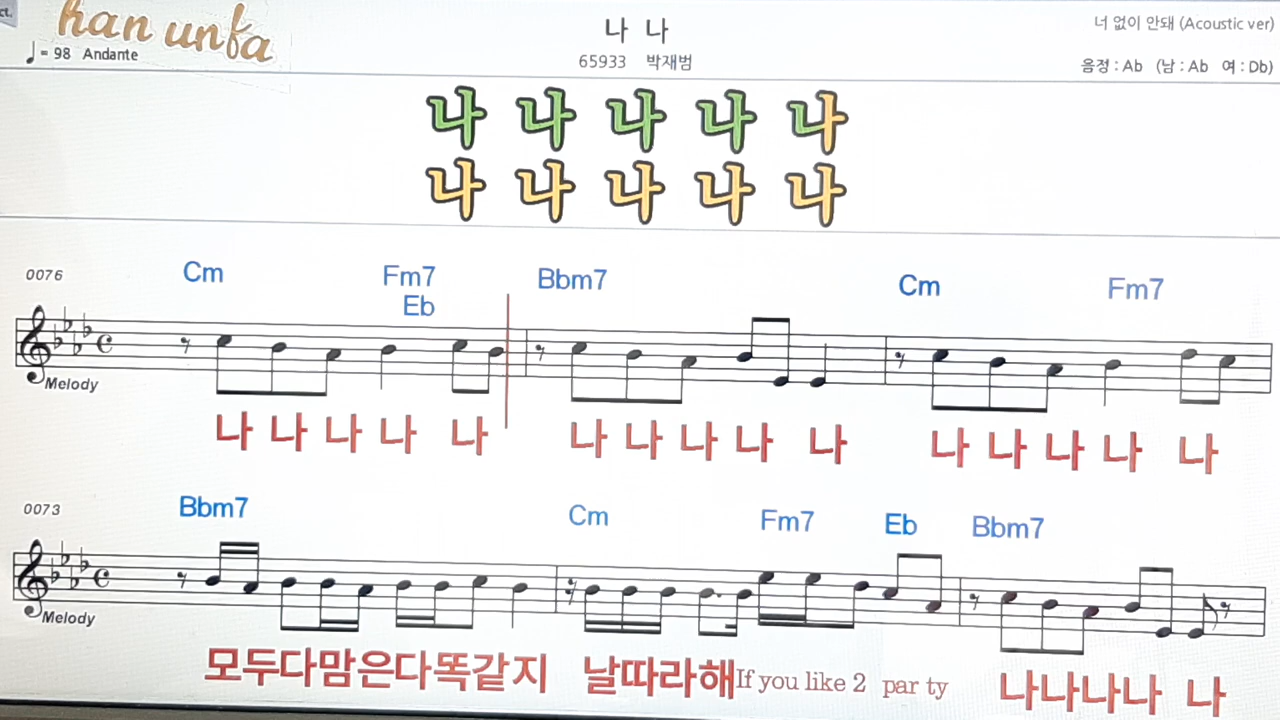 ct.
han unfa
♩= 98 Andante
나 나
65933 박재범
너 없이 안돼 (Acoustic ver)
음정 : Ab (남 : Ab 여 : Db)
나 나 나 나 나
나 나 나 나 나
0076
Cm Fm7 Bbm7 Cm Fm7
Eb
Melody
나 나 나 나 나 나 나 나 나 나 나 나 나 나 나
0073
Bbm7 Cm Fm7 Eb Bbm7
Melody
모두다맘은다똑같지 날따라해If you like 2 par ty 나나나나 나